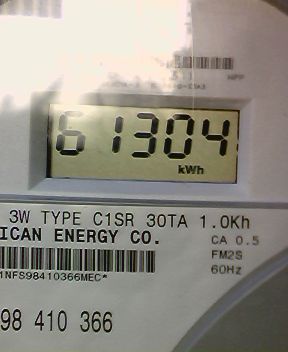 61304
kWh
3W TYPE C1SR 30TA 1.0Kh
ICAN ENERGY CO.
CA 0.5
FM2S
60Hz
1NFS98410366MEC*
98 410 366